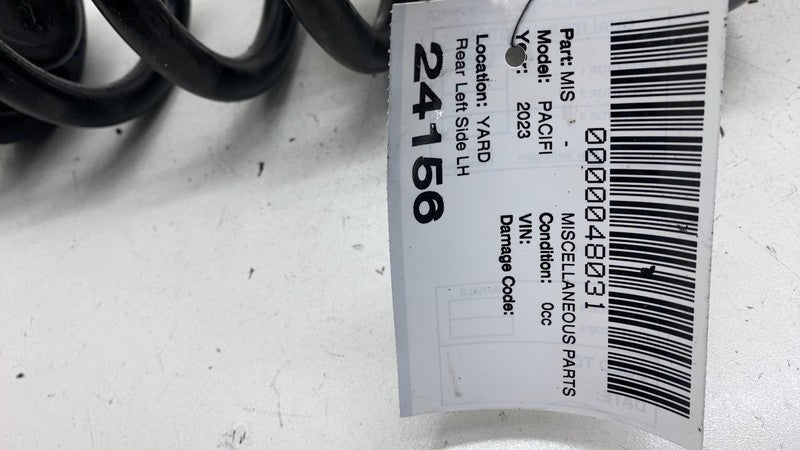 0000048031
Part: MIS - MISCELLANEOUS PARTS
Model: PACIFI Condition: 0cc
Year: 2023 VIN:
Damage Code:
Location: YARD
Rear Left Side LH
24156